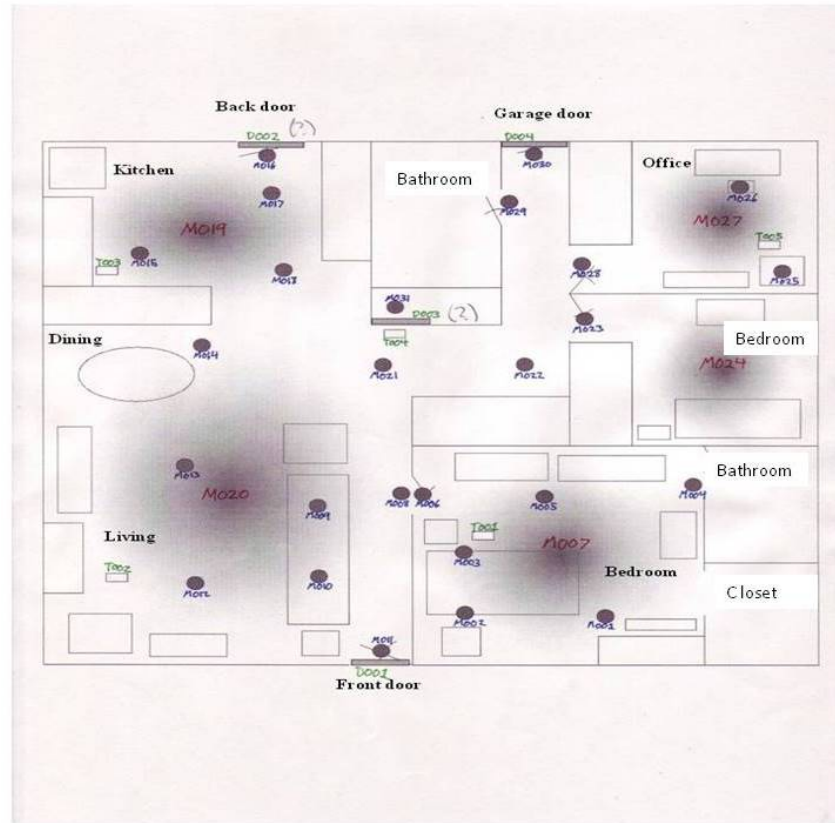 Back door
Garage door
D002 (?)
D004
M016
M030
Kitchen
Bathroom
Office
M017
M029
M026
M019
M027
T005
M015
T003
M018
M028
M025
M031
D003 (?)
M023
T004
Dining
M014
Bedroom
M021
M022
M024
M013
Bathroom
M020
M008
M006
M005
M004
M009
T001
Living
M003
M007
Bedroom
T002
M012
M010
Closet
M002
M001
M011
D001
Front door